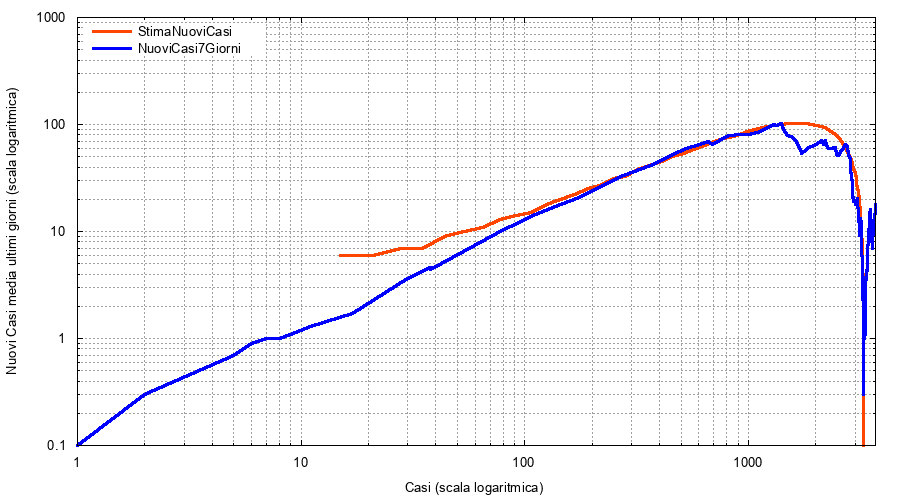 1000
100
10
1
0.1
StimaNuoviCasi
NuoviCasi7Giorni
Nuovi Casi media ultimi giorni (scala logaritmica)
1 10 100 1000
Casi (scala logaritmica)